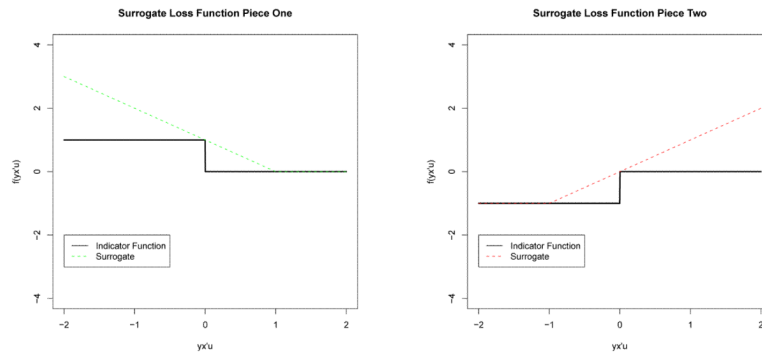 Surrogate Loss Function Piece One
f(yx'u)
4
2
0
−2
−4
Indicator Function
Surrogate
−2
−1
0
1
2
yx'u
Surrogate Loss Function Piece Two
f(yx'u)
4
2
0
−2
−4
Indicator Function
Surrogate
−2
−1
0
1
2
yx'u